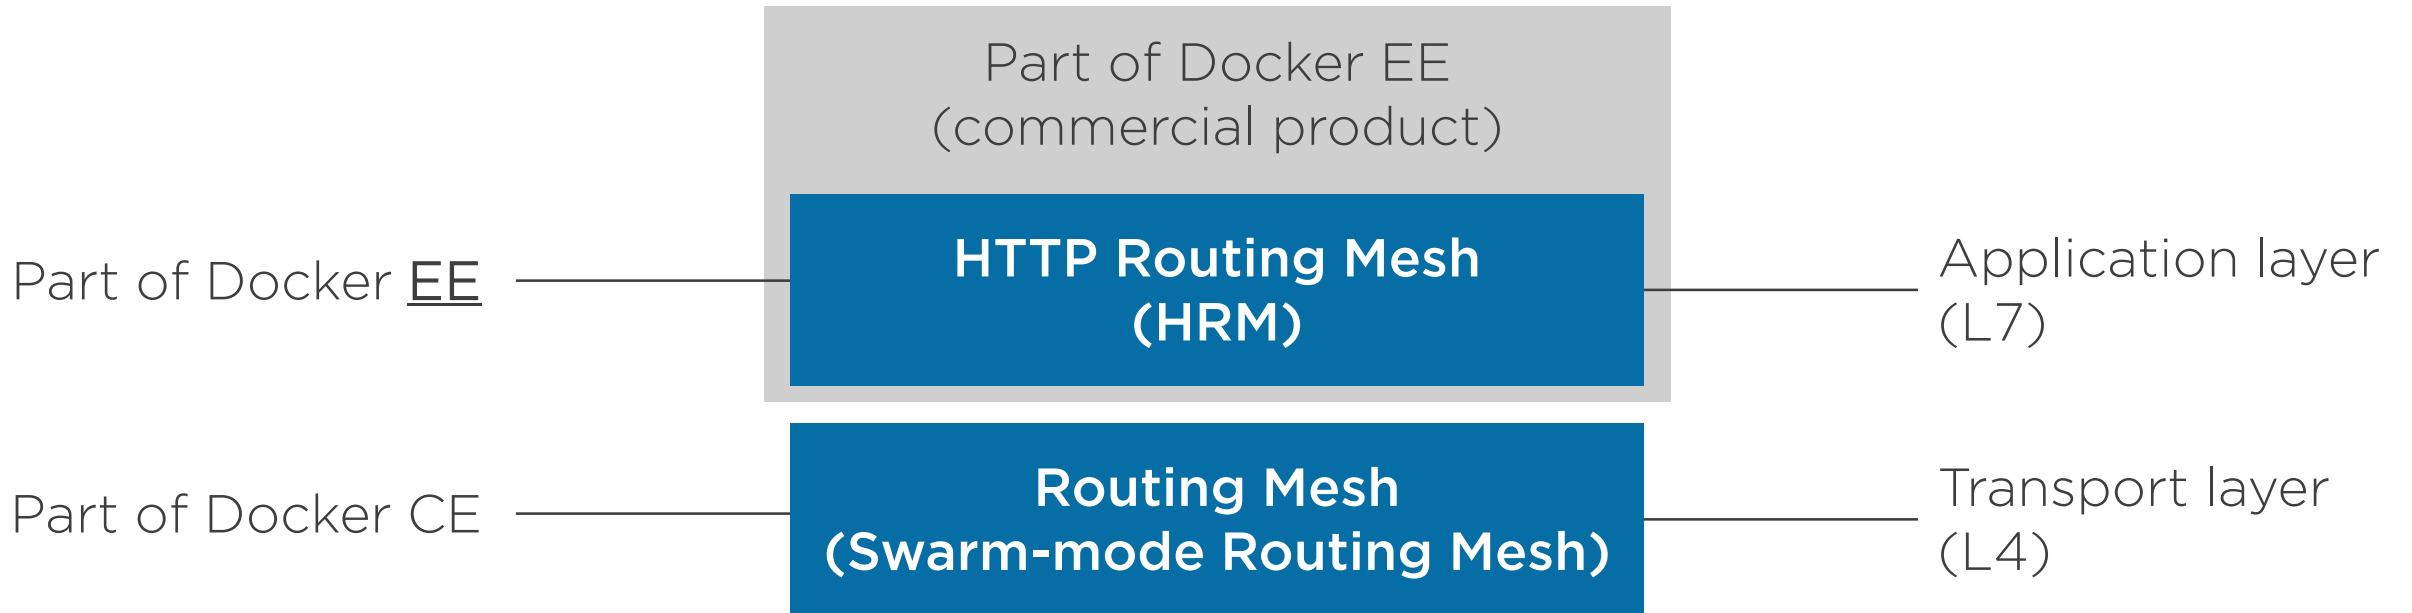 Part of Docker EE
(commercial product)
Part of Docker EE
HTTP Routing Mesh
(HRM)
Application layer
(L7)
Part of Docker CE
Routing Mesh
(Swarm-mode Routing Mesh)
Transport layer
(L4)